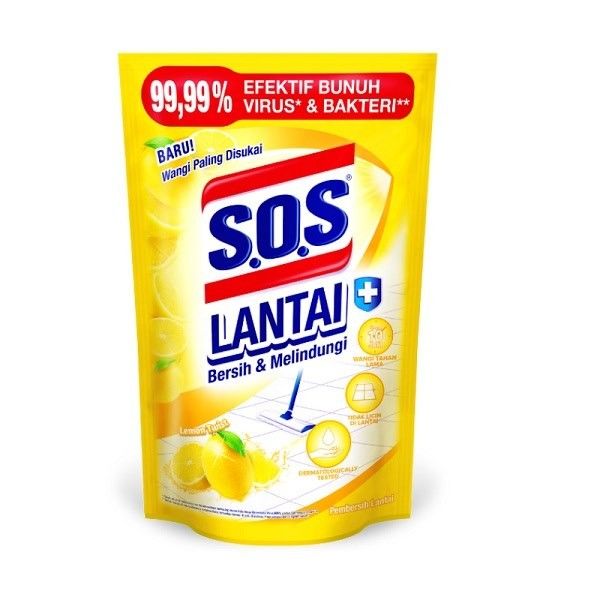 99,99% EFEKTIF BUNUH
VIRUS* & BAKTERI**
BARU!
Wangi Paling Disukai
S.O.S
LANTAI
Bersih & Melindungi
WANGI TAHAN
LAMA
TIDAK LICIN
DI LANTAI
DERMATOLOGICALLY
TESTED
Lemon
Pembersih Lantai